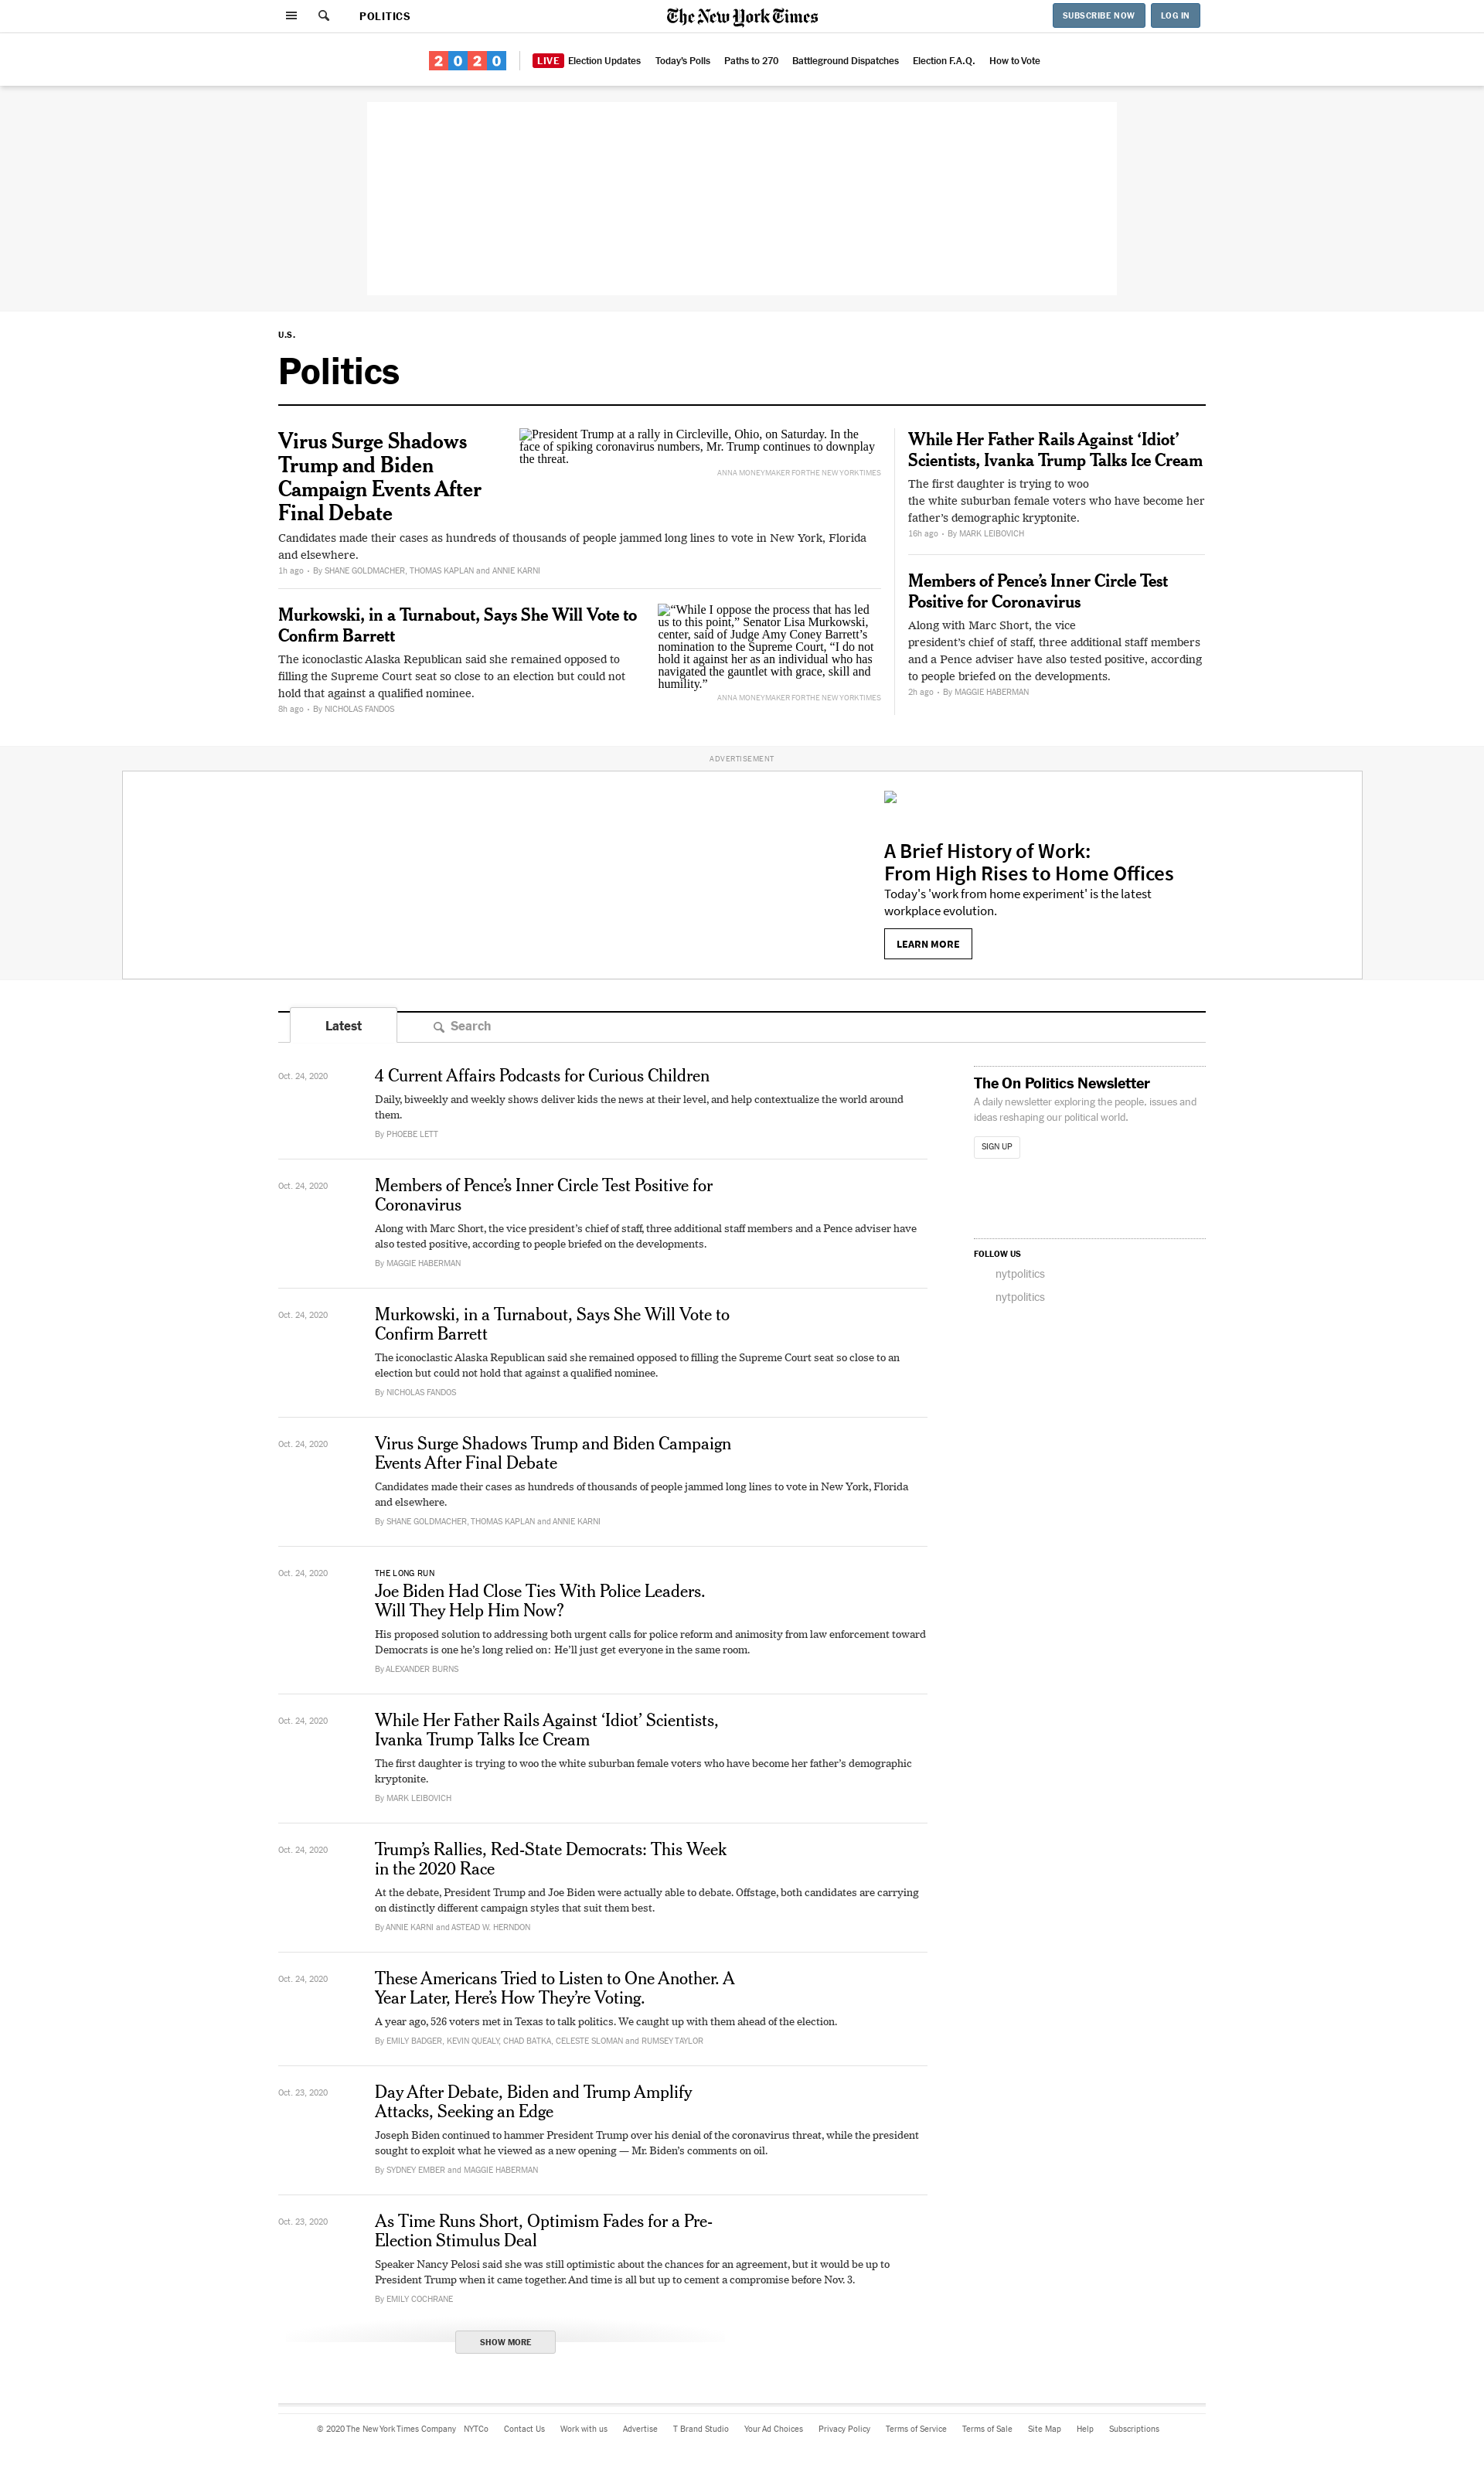 POLITICS
The New York Times
SUBSCRIBE NOW
LOG IN
2020
LIVE Election Updates
Today's Polls
Paths to 270
Battleground Dispatches
Election F.A.Q.
How to Vote
U.S.
Politics
Virus Surge Shadows
Trump and Biden
Campaign Events After
Final Debate
President Trump at a rally in Circleville, Ohio, on Saturday. In the
face of spiking coronavirus numbers, Mr. Trump continues to downplay
the threat.
ANNA MONEYMAKER FOR THE NEW YORK TIMES
Candidates made their cases as hundreds of thousands of people jammed long lines to vote in New York, Florida
and elsewhere.
1h ago • By SHANE GOLDMACHER, THOMAS KAPLAN and ANNIE KARNI
Murkowski, in a Turnabout, Says She Will Vote to
Confirm Barrett
The iconoclastic Alaska Republican said she remained opposed to
filling the Supreme Court seat so close to an election but could not
hold that against a qualified nominee.
8h ago • By NICHOLAS FANDOS
“While I oppose the process that has led
us to this point,” Senator Lisa Murkowski,
center, said of Judge Amy Coney Barrett’s
nomination to the Supreme Court, “I do not
hold it against her as an individual who has
navigated the gauntlet with grace, skill and
humility.”
ANNA MONEYMAKER FOR THE NEW YORK TIMES
While Her Father Rails Against ‘Idiot’
Scientists, Ivanka Trump Talks Ice Cream
The first daughter is trying to woo
the white suburban female voters who have become her
father’s demographic kryptonite.
16h ago • By MARK LEIBOVICH
Members of Pence’s Inner Circle Test
Positive for Coronavirus
Along with Marc Short, the vice
president’s chief of staff, three additional staff members
and a Pence adviser have also tested positive, according
to people briefed on the developments.
2h ago • By MAGGIE HABERMAN
ADVERTISEMENT
A Brief History of Work:
From High Rises to Home Offices
Today's 'work from home experiment' is the latest
workplace evolution.
LEARN MORE
Latest
Search
Oct. 24, 2020
4 Current Affairs Podcasts for Curious Children
Daily, biweekly and weekly shows deliver kids the news at their level, and help contextualize the world around
them.
By PHOEBE LETT
Oct. 24, 2020
Members of Pence’s Inner Circle Test Positive for
Coronavirus
Along with Marc Short, the vice president’s chief of staff, three additional staff members and a Pence adviser have
also tested positive, according to people briefed on the developments.
By MAGGIE HABERMAN
Oct. 24, 2020
Murkowski, in a Turnabout, Says She Will Vote to
Confirm Barrett
The iconoclastic Alaska Republican said she remained opposed to filling the Supreme Court seat so close to an
election but could not hold that against a qualified nominee.
By NICHOLAS FANDOS
Oct. 24, 2020
Virus Surge Shadows Trump and Biden Campaign
Events After Final Debate
Candidates made their cases as hundreds of thousands of people jammed long lines to vote in New York, Florida
and elsewhere.
By SHANE GOLDMACHER, THOMAS KAPLAN and ANNIE KARNI
Oct. 24, 2020
THE LONG RUN
Joe Biden Had Close Ties With Police Leaders.
Will They Help Him Now?
His proposed solution to addressing both urgent calls for police reform and animosity from law enforcement toward
Democrats is one he’s long relied on: He’ll just get everyone in the same room.
By ALEXANDER BURNS
Oct. 24, 2020
While Her Father Rails Against ‘Idiot’ Scientists,
Ivanka Trump Talks Ice Cream
The first daughter is trying to woo the white suburban female voters who have become her father’s demographic
kryptonite.
By MARK LEIBOVICH
Oct. 24, 2020
Trump’s Rallies, Red-State Democrats: This Week
in the 2020 Race
At the debate, President Trump and Joe Biden were actually able to debate. Offstage, both candidates are carrying
on distinctly different campaign styles that suit them best.
By ANNIE KARNI and ASTEAD W. HERNDON
Oct. 24, 2020
These Americans Tried to Listen to One Another. A
Year Later, Here’s How They’re Voting.
A year ago, 526 voters met in Texas to talk politics. We caught up with them ahead of the election.
By EMILY BADGER, KEVIN QUEALY, CHAD BATKA, CELESTE SLOMAN and RUMSEY TAYLOR
Oct. 23, 2020
Day After Debate, Biden and Trump Amplify
Attacks, Seeking an Edge
Joseph Biden continued to hammer President Trump over his denial of the coronavirus threat, while the president
sought to exploit what he viewed as a new opening — Mr. Biden’s comments on oil.
By SYDNEY EMBER and MAGGIE HABERMAN
Oct. 23, 2020
As Time Runs Short, Optimism Fades for a Pre-
Election Stimulus Deal
Speaker Nancy Pelosi said she was still optimistic about the chances for an agreement, but it would be up to
President Trump when it came together. And time is all but up to cement a compromise before Nov. 3.
By EMILY COCHRANE
SHOW MORE
The On Politics Newsletter
A daily newsletter exploring the people, issues and
ideas reshaping our political world.
SIGN UP
FOLLOW US
nytpolitics
nytpolitics
© 2020 The New York Times Company
NYTCo
Contact Us
Work with us
Advertise
T Brand Studio
Your Ad Choices
Privacy Policy
Terms of Service
Terms of Sale
Site Map
Help
Subscriptions